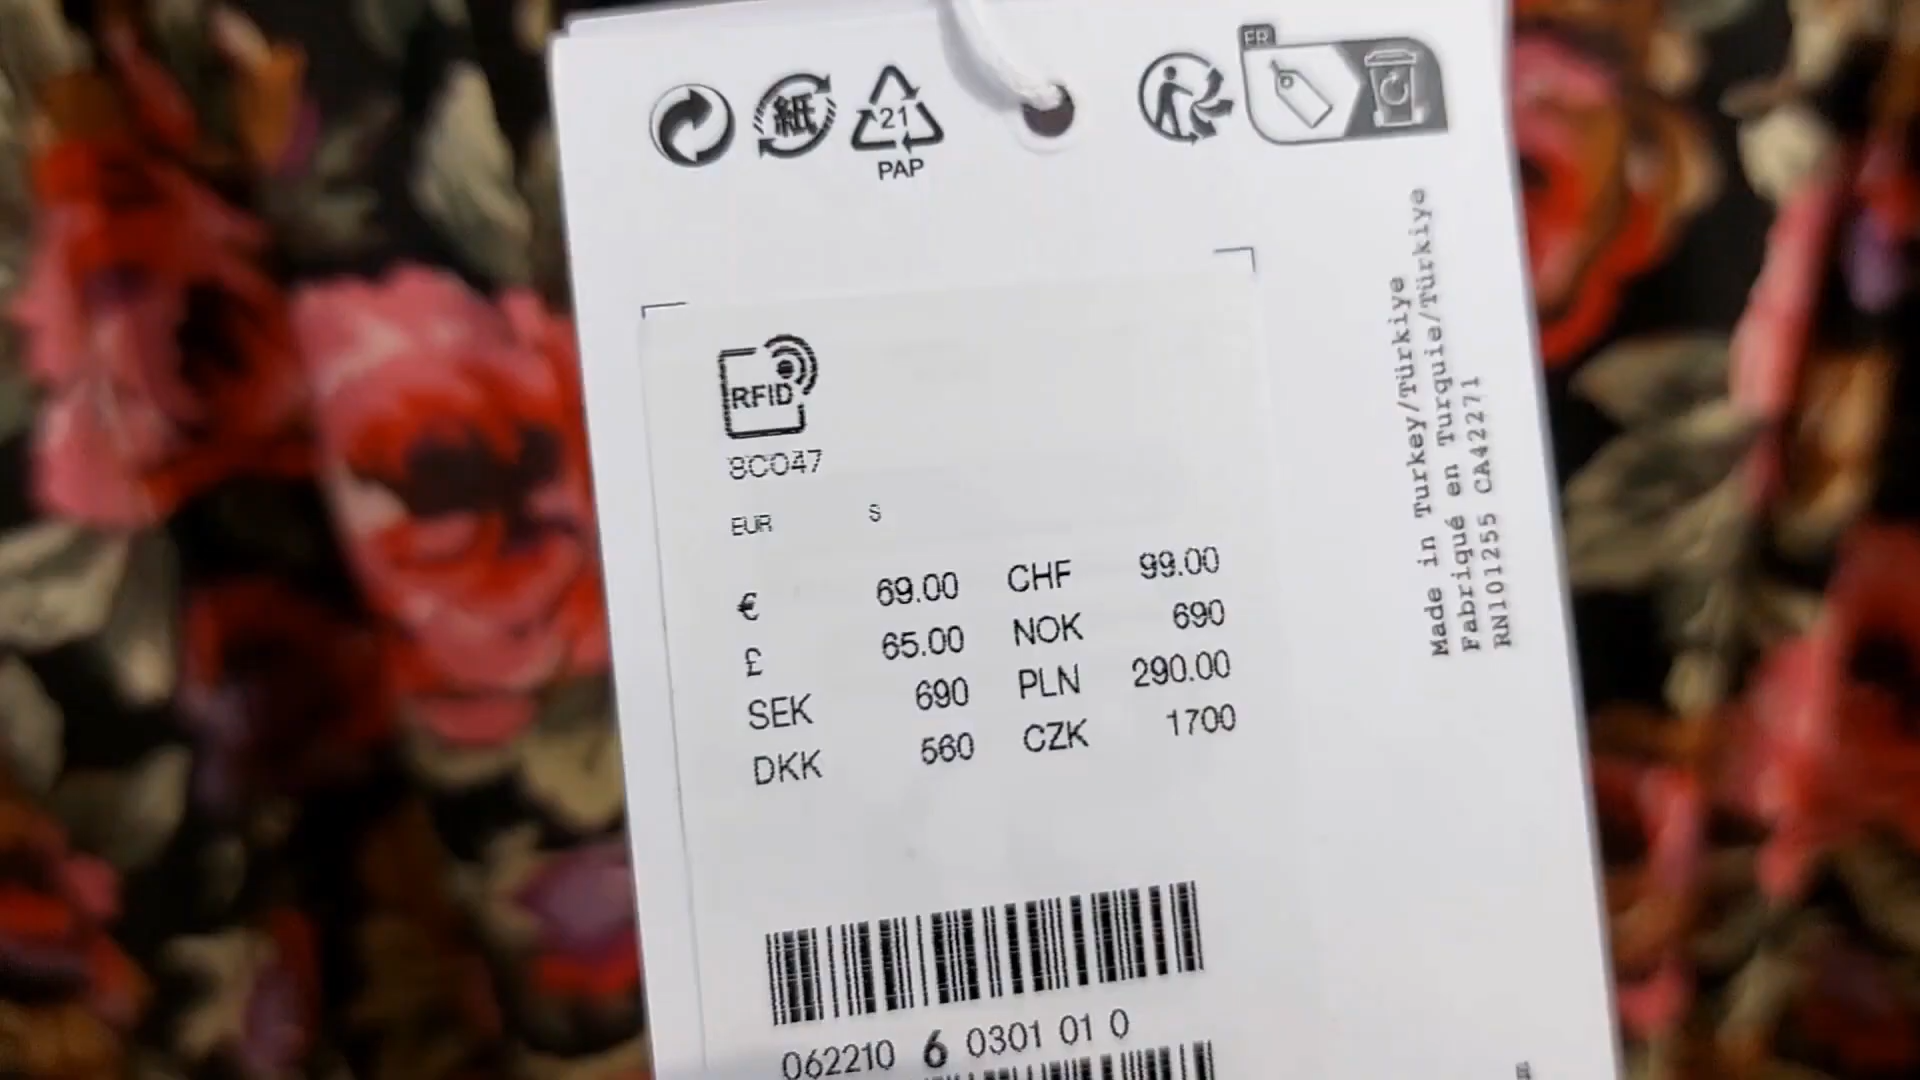 紙
21
PAP
FR
RFID
8C047
EUR S
€ 69.00 CHF 99.00
£ 65.00 NOK 690
SEK 690 PLN 290.00
DKK 560 CZK 1700
062210 6 0301 01 0
Made in Turkey/Türkiye
Fabriqué en Turquie/Türkiye
RN101255 CA42271